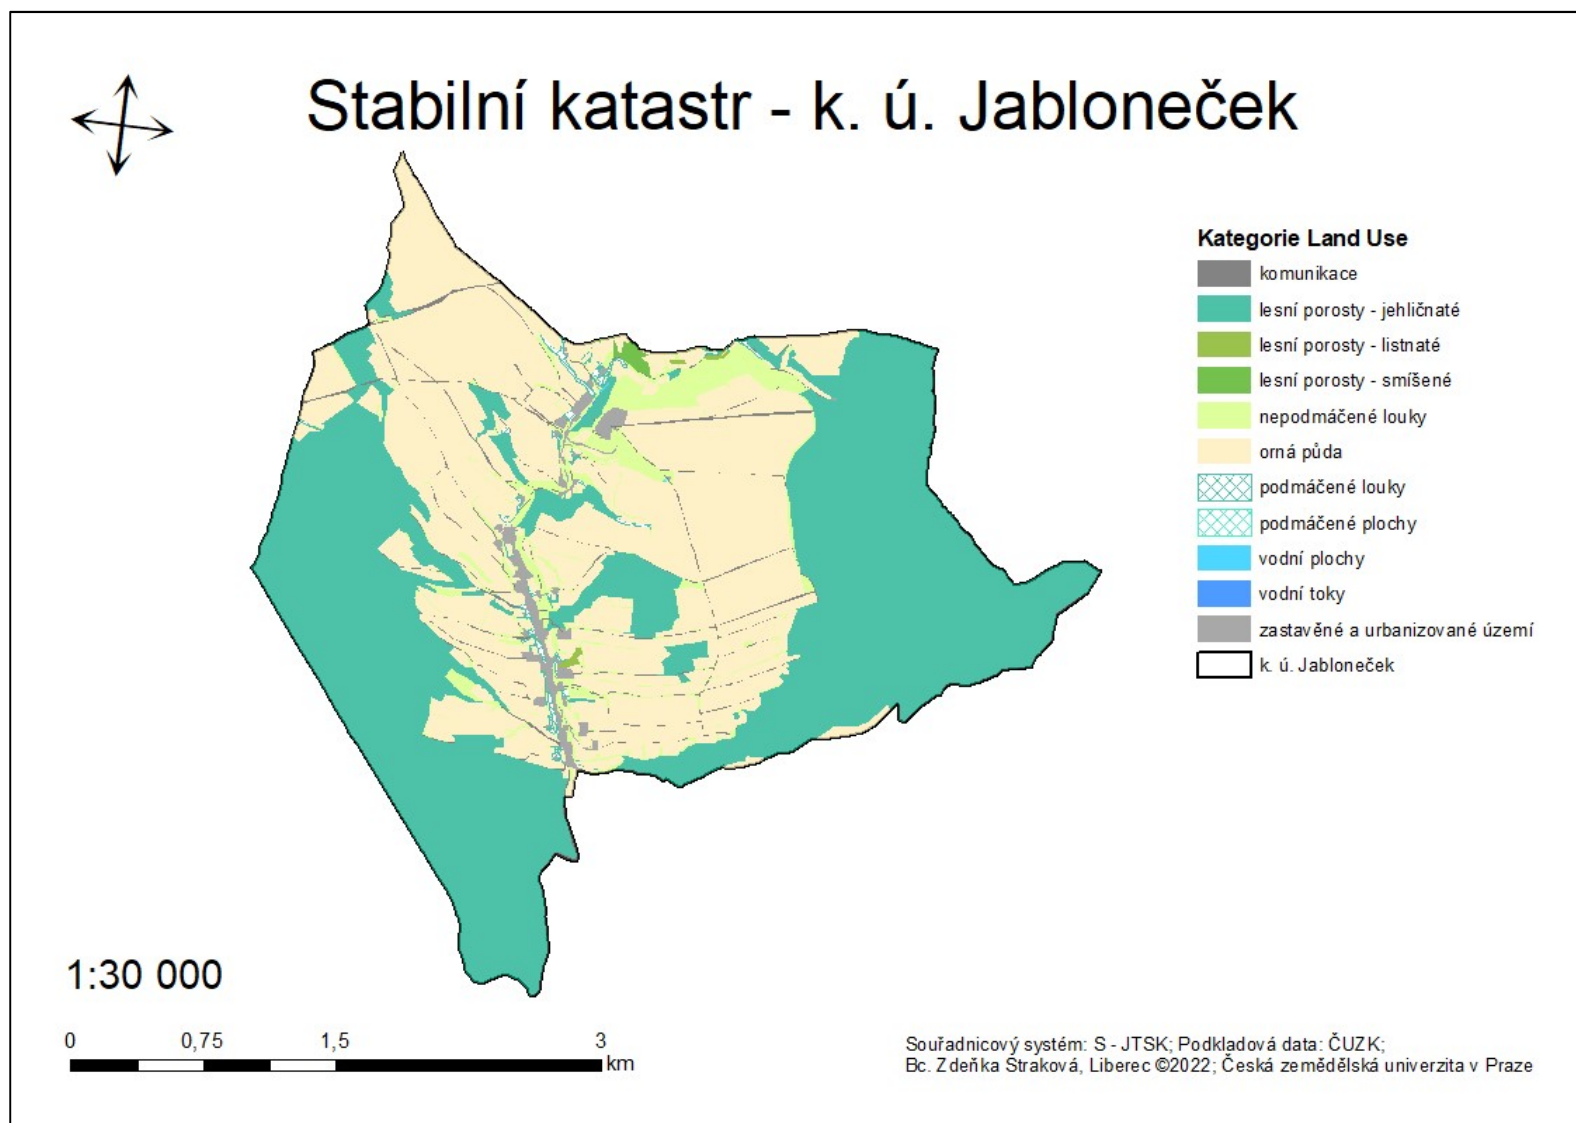 Stabilní katastr - k. ú. Jabloneček
Kategorie Land Use
komunikace
lesní porosty - jehličnaté
lesní porosty - listnaté
lesní porosty - smíšené
nepodmáčené louky
orná půda
podmáčené louky
podmáčené plochy
vodní plochy
vodní toky
zastavěné a urbanizované území
k. ú. Jabloneček
1:30 000
0 0,75 1,5 3
km
Souřadnicový systém: S - JTSK; Podkladová data: ČUZK;
Bc. Zdeňka Straková, Liberec ©2022; Česká zemědělská univerzita v Praze